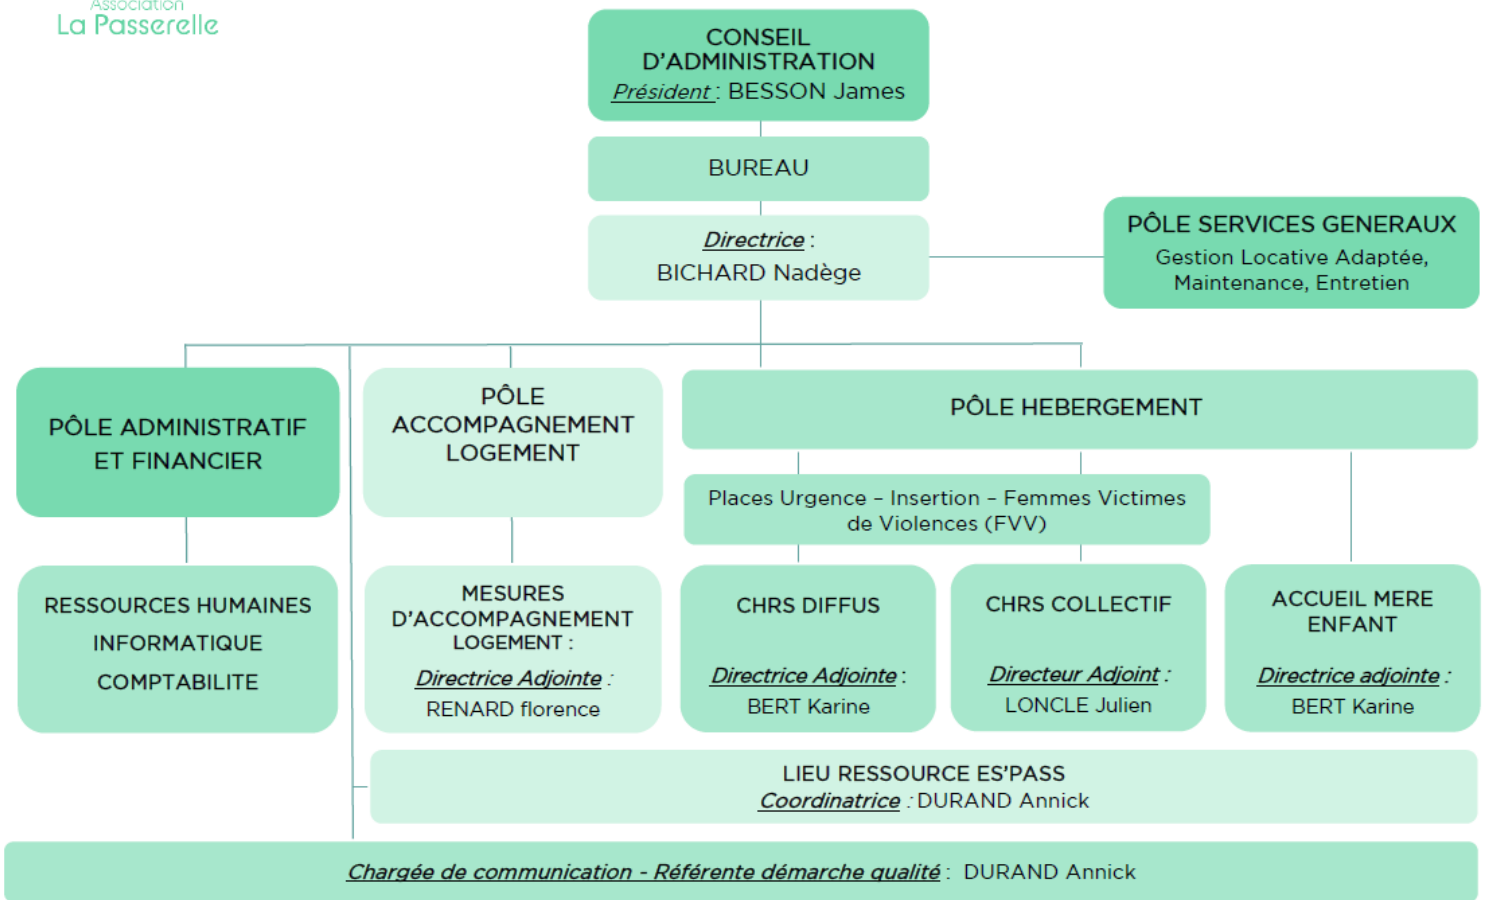 Association
La Passerelle
CONSEIL
D'ADMINISTRATION
Président : BESSON James
BUREAU
Directrice :
BICHARD Nadège
PÔLE SERVICES GENERAUX
Gestion Locative Adaptée,
Maintenance, Entretien
PÔLE ADMINISTRATIF
ET FINANCIER
PÔLE
ACCOMPAGNEMENT
LOGEMENT
PÔLE HEBERGEMENT
Places Urgence – Insertion – Femmes Victimes
de Violences (FVV)
RESSOURCES HUMAINES
INFORMATIQUE
COMPTABILITE
MESURES
D'ACCOMPAGNEMENT
LOGEMENT :
Directrice Adjointe :
RENARD florence
CHRS DIFFUS
Directrice Adjointe :
BERT Karine
CHRS COLLECTIF
Directeur Adjoint :
LONCLE Julien
ACCUEIL MERE
ENFANT
Directrice adjointe :
BERT Karine
LIEU RESSOURCE ES'PASS
Coordinatrice : DURAND Annick
Chargée de communication - Référente démarche qualité : DURAND Annick